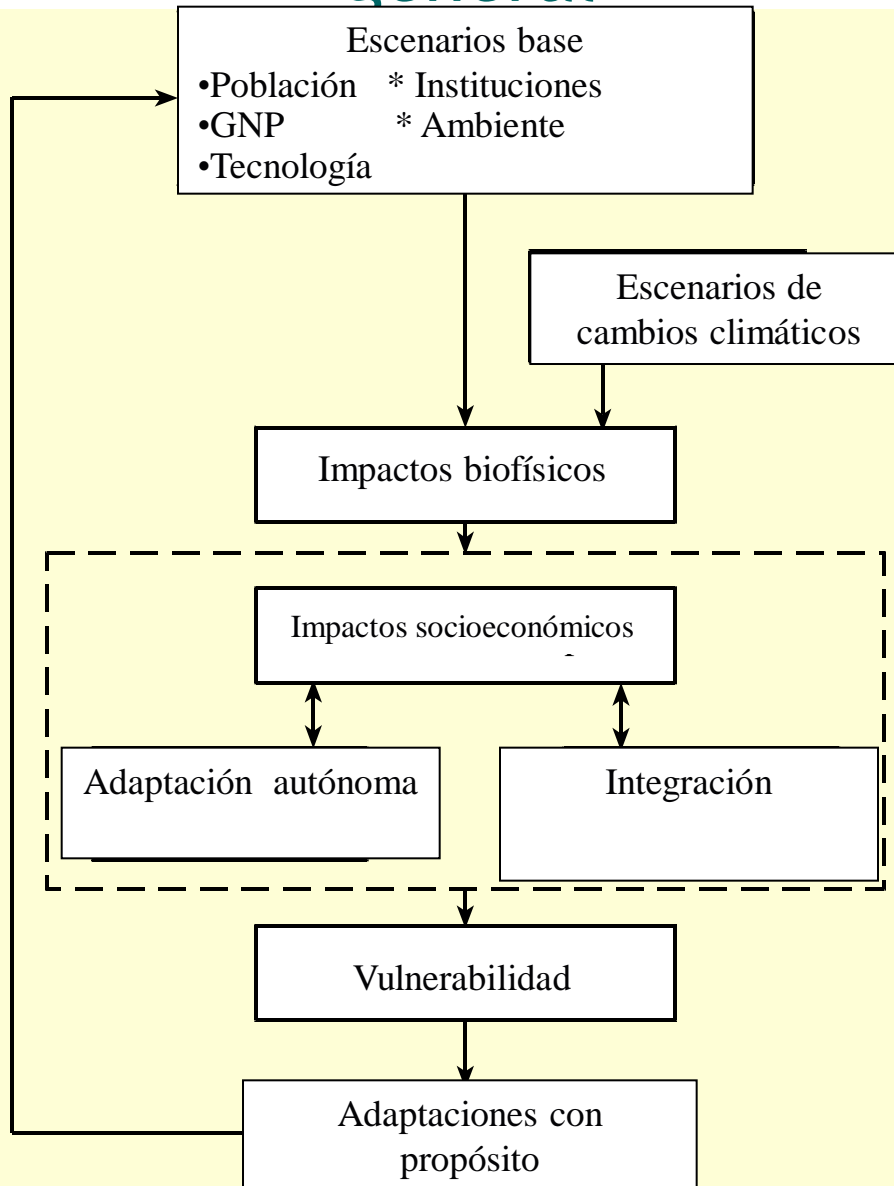 general
Escenarios base
•Población * Instituciones
•GNP * Ambiente
•Tecnología
Escenarios de
cambios climáticos
Impactos biofísicos
Impactos socioeconómicos
Adaptación autónoma
Integración
Vulnerabilidad
Adaptaciones con
propósito